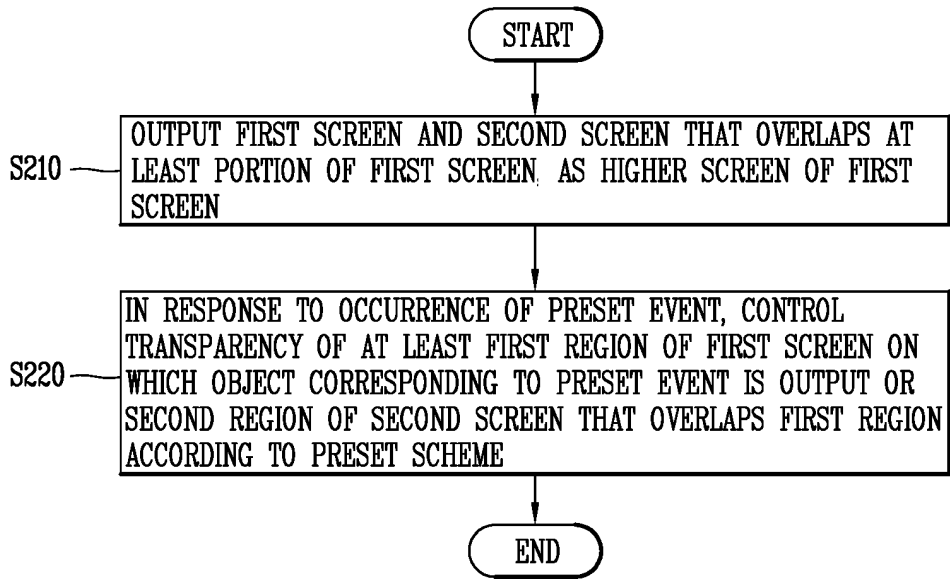 START
S210
OUTPUT FIRST SCREEN AND SECOND SCREEN THAT OVERLAPS AT
LEAST PORTION OF FIRST SCREEN, AS HIGHER SCREEN OF FIRST
SCREEN
S220
IN RESPONSE TO OCCURRENCE OF PRESET EVENT, CONTROL
TRANSPARENCY OF AT LEAST FIRST REGION OF FIRST SCREEN ON
WHICH OBJECT CORRESPONDING TO PRESET EVENT IS OUTPUT OR
SECOND REGION OF SECOND SCREEN THAT OVERLAPS FIRST REGION
ACCORDING TO PRESET SCHEME
END